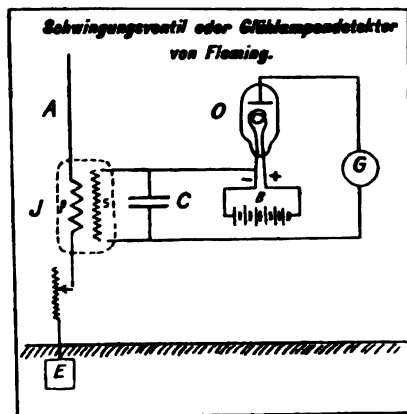 Schwingungsventil oder Glühlampendetektor
von Fleming.
A
O
G
J
p
S
C
- +
B
E